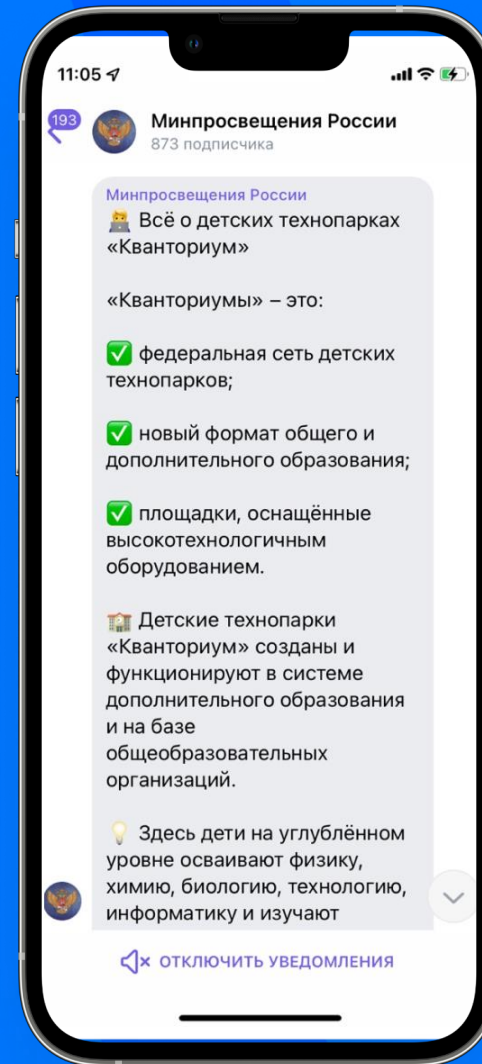 11:05
193
Минпросвещения России
873 подписчика
Минпросвещения России
👨‍💻 Всё о детских технопарках
«Кванториум»
«Кванториумы» – это:
✅ федеральная сеть детских
технопарков;
✅ новый формат общего и
дополнительного образования;
✅ площадки, оснащённые
высокотехнологичным
оборудованием.
🏫 Детские технопарки
«Кванториум» созданы и
функционируют в системе
дополнительного образования
и на базе
общеобразовательных
организаций.
💡 Здесь дети на углублённом
уровне осваивают физику,
химию, биологию, технологию,
информатику и изучают
ОТКЛЮЧИТЬ УВЕДОМЛЕНИЯ